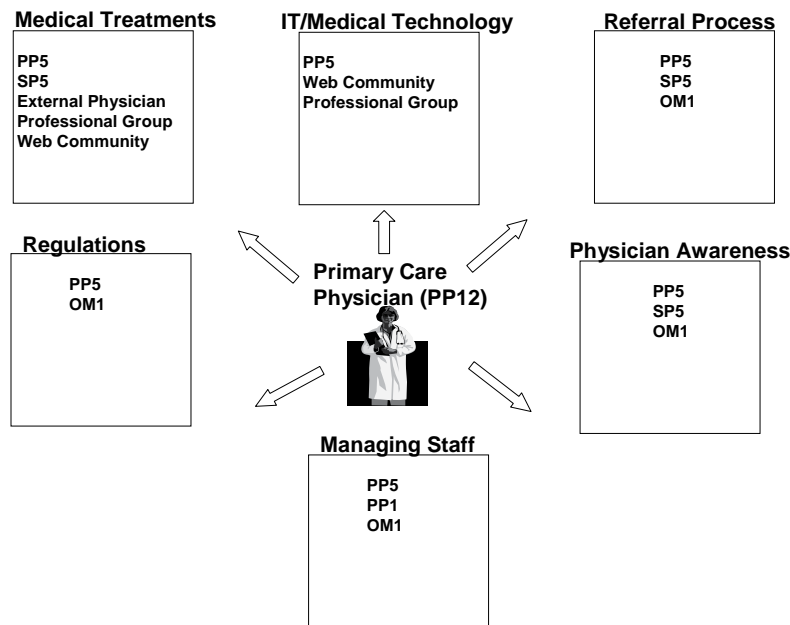 Medical Treatments
PP5
SP5
External Physician
Professional Group
Web Community
IT/Medical Technology
PP5
Web Community
Professional Group
Referral Process
PP5
SP5
OM1
Regulations
PP5
OM1
Primary Care
Physician (PP12)
Physician Awareness
PP5
SP5
OM1
Managing Staff
PP5
PP1
OM1